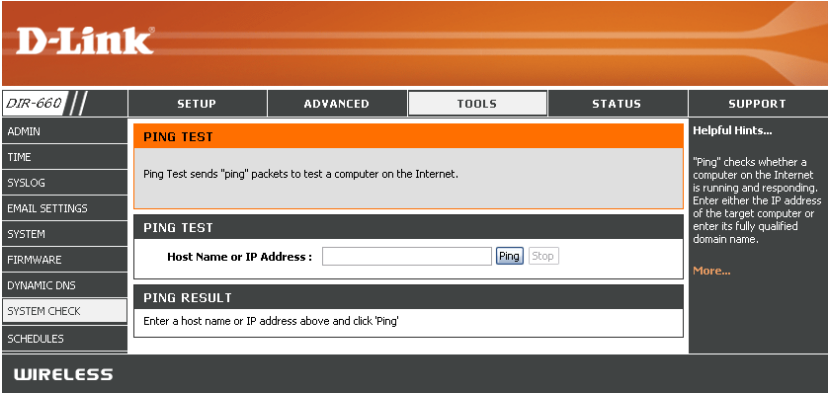 D-Link
DIR-660
SETUP
ADVANCED
TOOLS
STATUS
SUPPORT
ADMIN
TIME
SYSLOG
EMAIL SETTINGS
SYSTEM
FIRMWARE
DYNAMIC DNS
SYSTEM CHECK
SCHEDULES
PING TEST
Ping Test sends "ping" packets to test a computer on the Internet.
PING TEST
Host Name or IP Address :
Ping
Stop
PING RESULT
Enter a host name or IP address above and click 'Ping'
Helpful Hints...
"Ping" checks whether a
computer on the Internet
is running and responding.
Enter either the IP address
of the target computer or
enter its fully qualified
domain name.
More...
WIRELESS